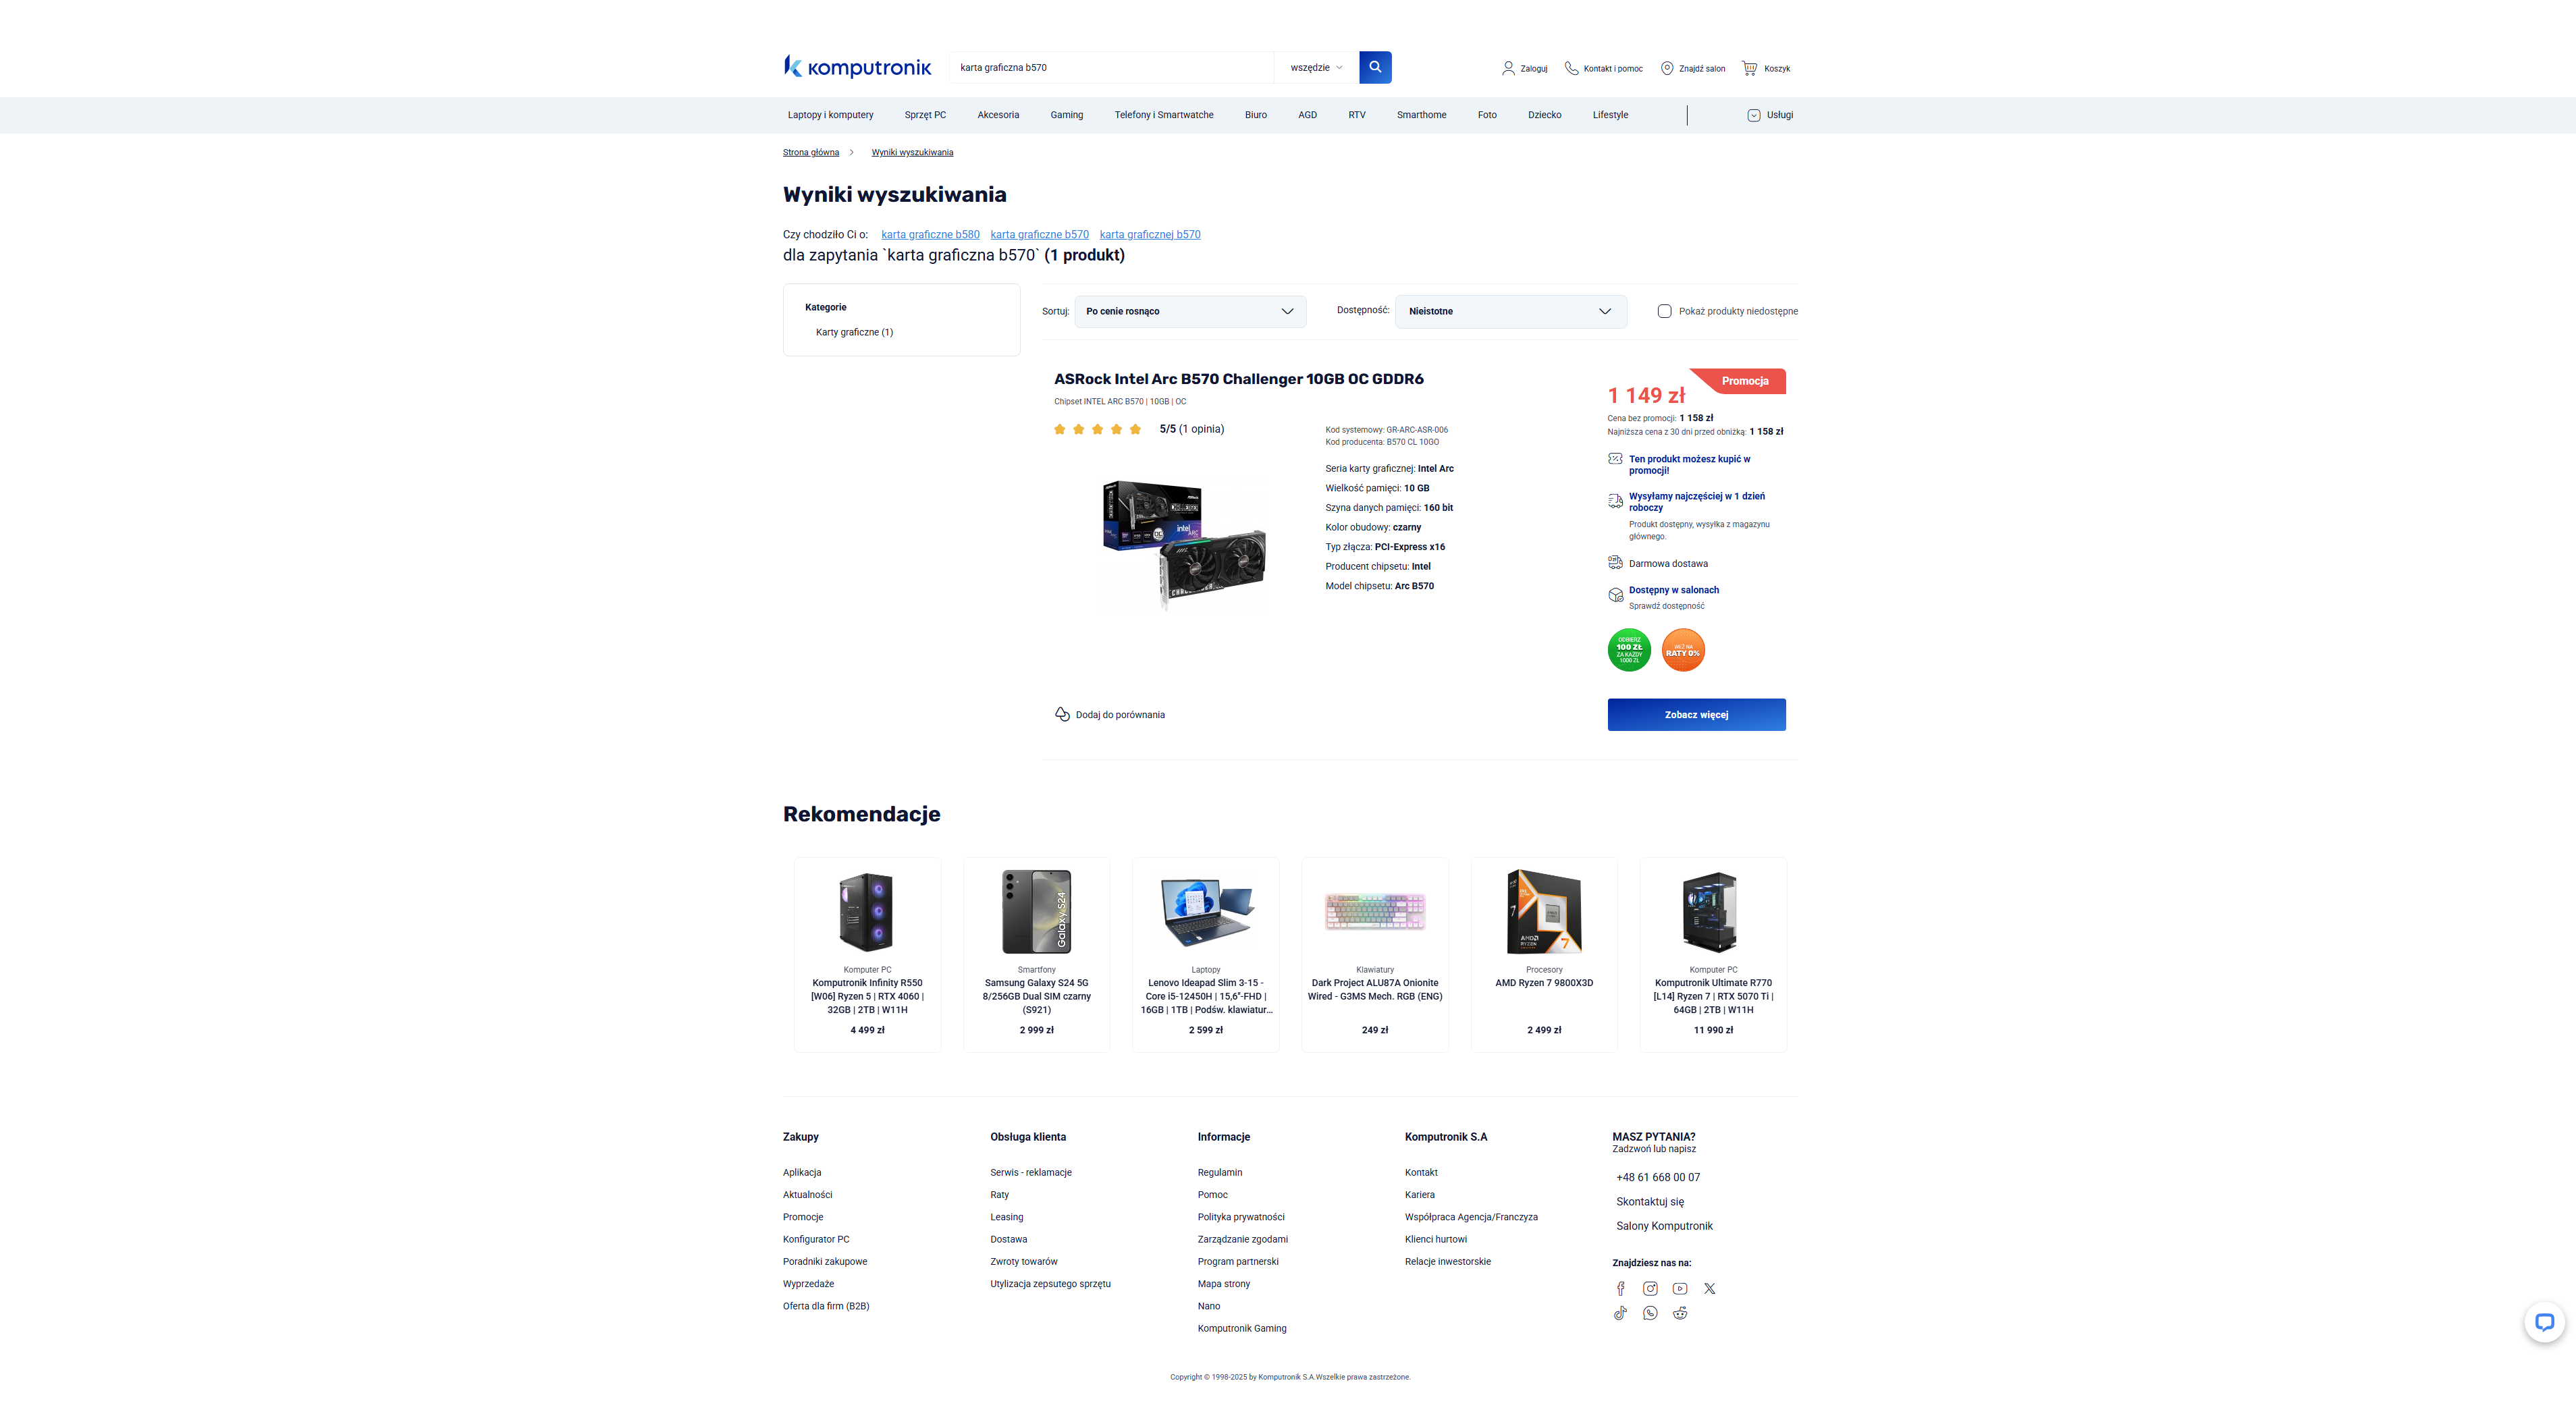 komputronik
karta graficzna b570
wszędzie
Zaloguj
Kontakt i pomoc
Znajdź salon
Koszyk
Laptopy i komputery
Sprzęt PC
Akcesoria
Gaming
Telefony i Smartwatche
Biuro
AGD
RTV
Smarthome
Foto
Dziecko
Lifestyle
Usługi
Strona główna
Wyniki wyszukiwania
Wyniki wyszukiwania
Czy chodziło Ci o: karta graficzne b580 karta graficzne b570 karta graficznej b570
dla zapytania `karta graficzna b570` (1 produkt)
Kategorie
Karty graficzne (1)
Sortuj: Po cenie rosnąco
Dostępność: Nieistotne
Pokaż produkty niedostępne
ASRock Intel Arc B570 Challenger 10GB OC GDDR6
Chipset INTEL ARC B570 | 10GB | OC
5/5 (1 opinia)
Kod systemowy: GR-ARC-ASR-006
Kod producenta: B570 CL 10GO
Seria karty graficznej: Intel Arc
Wielkość pamięci: 10 GB
Szyna danych pamięci: 160 bit
Kolor obudowy: czarny
Typ złącza: PCI-Express x16
Producent chipsetu: Intel
Model chipsetu: Arc B570
Promocja
1 149 zł
Cena bez promocji: 1 158 zł
Najniższa cena z 30 dni przed obniżką: 1 158 zł
Ten produkt możesz kupić w
promocji!
Wysyłamy najczęściej w 1 dzień
roboczy
Produkt dostępny, wysyłka z magazynu
głównego.
Darmowa dostawa
Dostępny w salonach
Sprawdź dostępność
ODBIERZ
100 ZŁ
ZA KAŻDY
1000 ZŁ
WEŹ NA
RATY 0%
Dodaj do porównania
Zobacz więcej
Rekomendacje
Komputer PC
Komputronik Infinity R550
[W06] Ryzen 5 | RTX 4060 |
32GB | 2TB | W11H
4 499 zł
Galaxy S24
Smartfony
Samsung Galaxy S24 5G
8/256GB Dual SIM czarny
(S921)
2 999 zł
Laptopy
Lenovo Ideapad Slim 3-15 -
Core i5-12450H | 15,6"-FHD |
16GB | 1TB | Podśw. klawiatur...
2 599 zł
Klawiatury
Dark Project ALU87A Onionite
Wired - G3MS Mech. RGB (ENG)
249 zł
7
AMD
RYZEN
7
Procesory
AMD Ryzen 7 9800X3D
2 499 zł
Komputer PC
Komputronik Ultimate R770
[L14] Ryzen 7 | RTX 5070 Ti |
64GB | 2TB | W11H
11 990 zł
Zakupy
Aplikacja
Aktualności
Promocje
Konfigurator PC
Poradniki zakupowe
Wyprzedaże
Oferta dla firm (B2B)
Obsługa klienta
Serwis - reklamacje
Raty
Leasing
Dostawa
Zwroty towarów
Utylizacja zepsutego sprzętu
Informacje
Regulamin
Pomoc
Polityka prywatności
Zarządzanie zgodami
Program partnerski
Mapa strony
Nano
Komputronik Gaming
Komputronik S.A
Kontakt
Kariera
Współpraca Agencja/Franczyza
Klienci hurtowi
Relacje inwestorskie
MASZ PYTANIA?
Zadzwoń lub napisz
+48 61 668 00 07
Skontaktuj się
Salony Komputronik
Znajdziesz nas na:
Copyright © 1998-2025 by Komputronik S.A.Wszelkie prawa zastrzeżone.